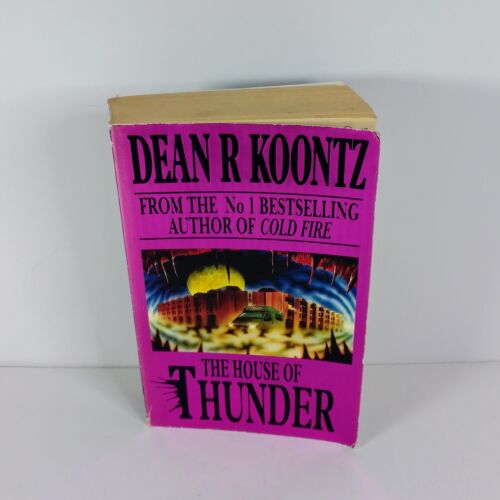 DEAN R KOONTZ
FROM THE No 1 BESTSELLING
AUTHOR OF COLD FIRE
THE HOUSE OF
THUNDER